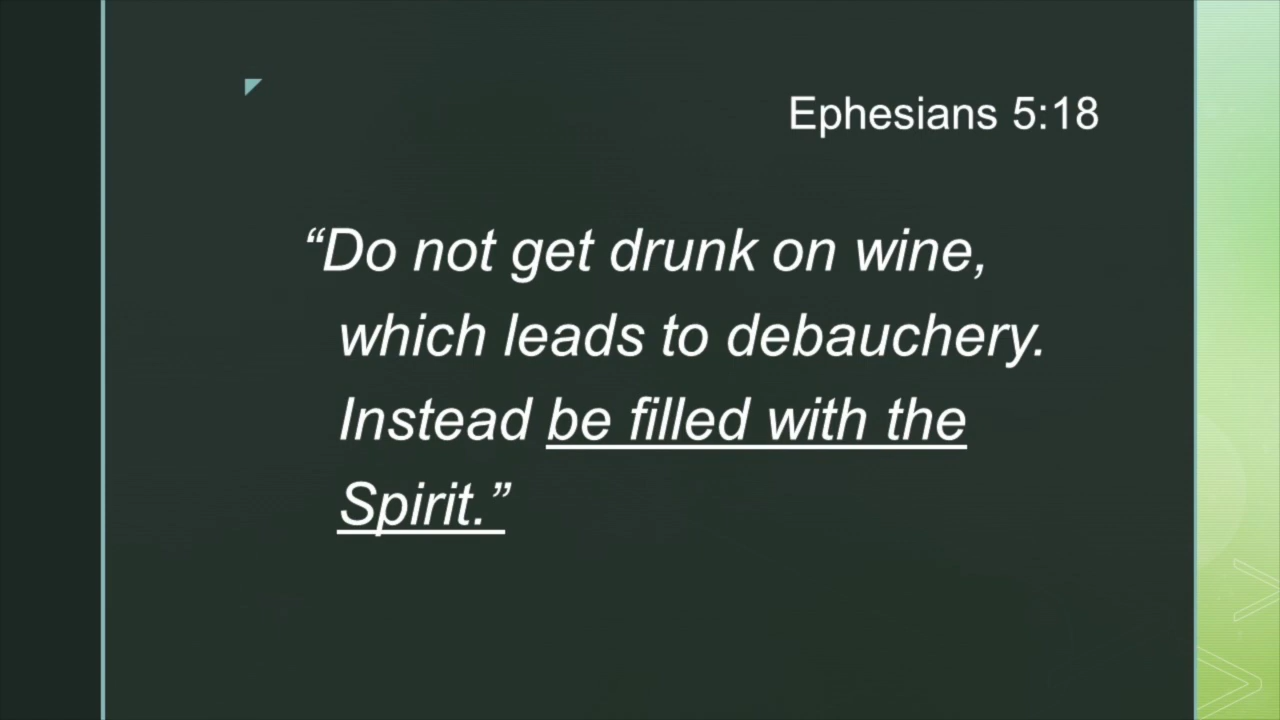 Ephesians 5:18
“Do not get drunk on wine,
which leads to debauchery.
Instead be filled with the
Spirit.”